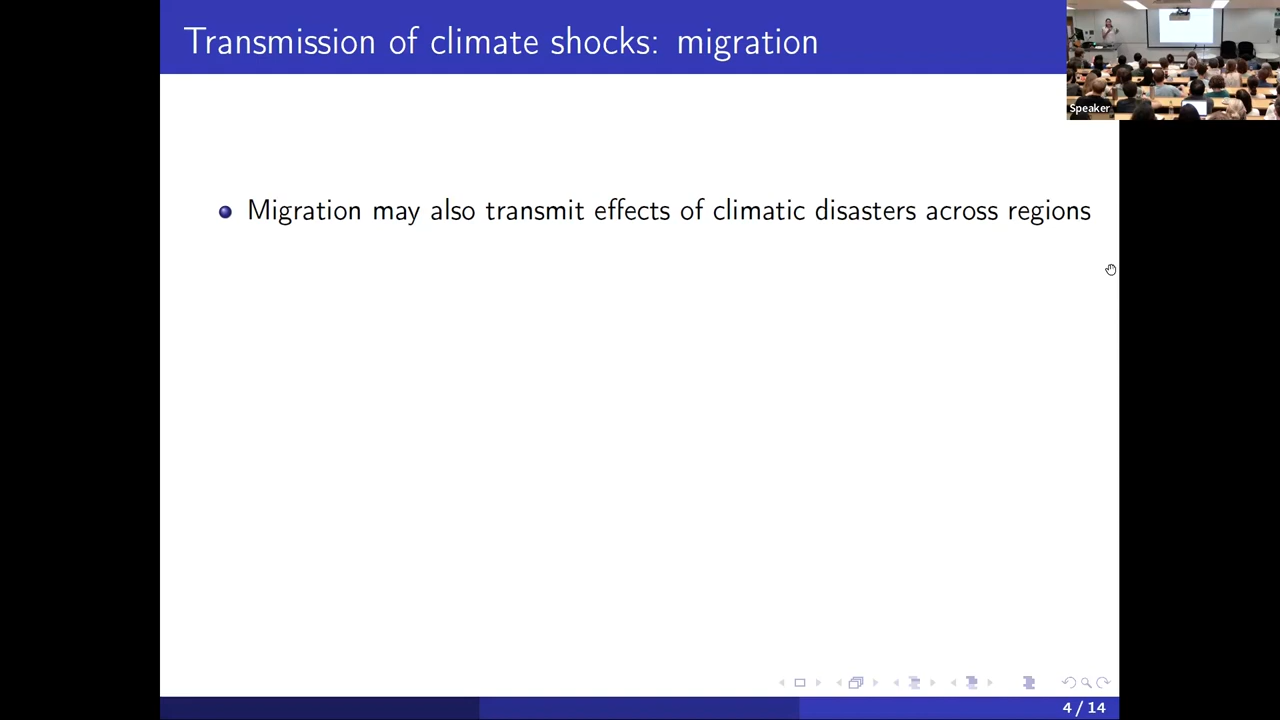 Transmission of climate shocks: migration
Speaker
Migration may also transmit effects of climatic disasters across regions
4 / 14